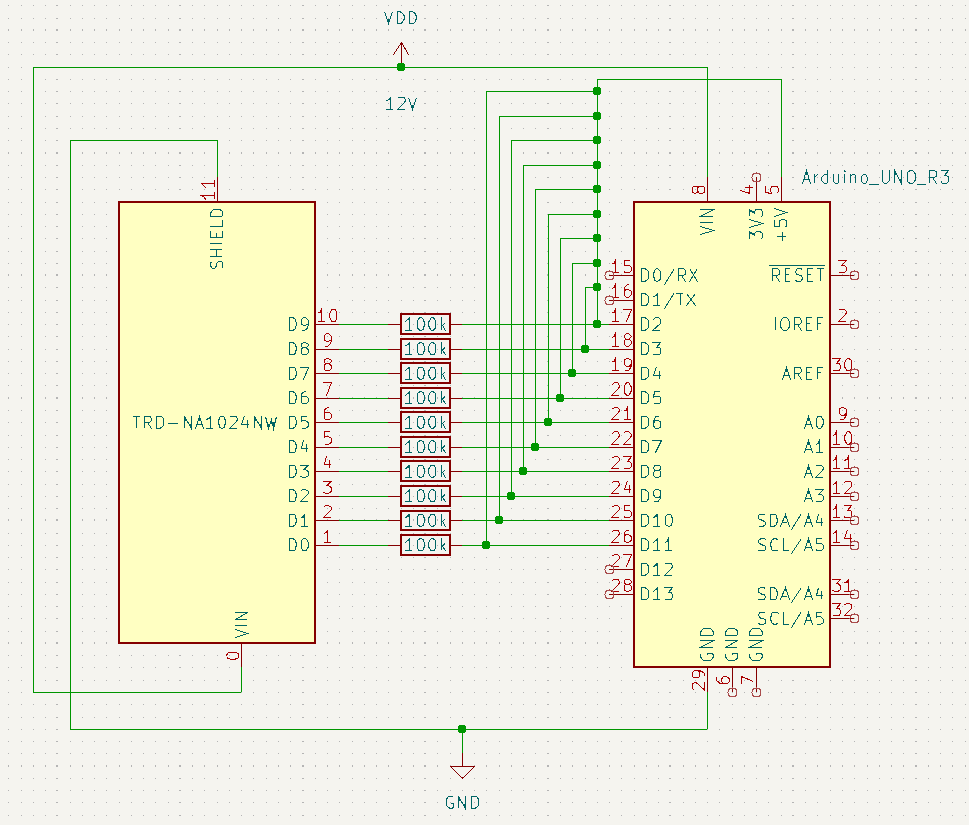 VDD
12V
Arduino_UNO_R3
11
SHIELD
8
VIN
4
3V3
5
+5V
15 D0/RX
16 D1/TX
17 D2
18 D3
19 D4
20 D5
21 D6
22 D7
23 D8
24 D9
25 D10
26 D11
27 D12
28 D13
RESET 3
IOREF 2
AREF 30
A0 9
A1 10
A2 11
A3 12
SDA/A4 13
SCL/A5 14
SDA/A4 31
SCL/A5 32
D9 10 100k
D8 9 100k
D7 8 100k
D6 7 100k
D5 6 100k
D4 5 100k
D3 4 100k
D2 3 100k
D1 2 100k
D0 1 100k
TRD-NA1024NW
VIN
0
GND
29
GND
6
GND
7
GND